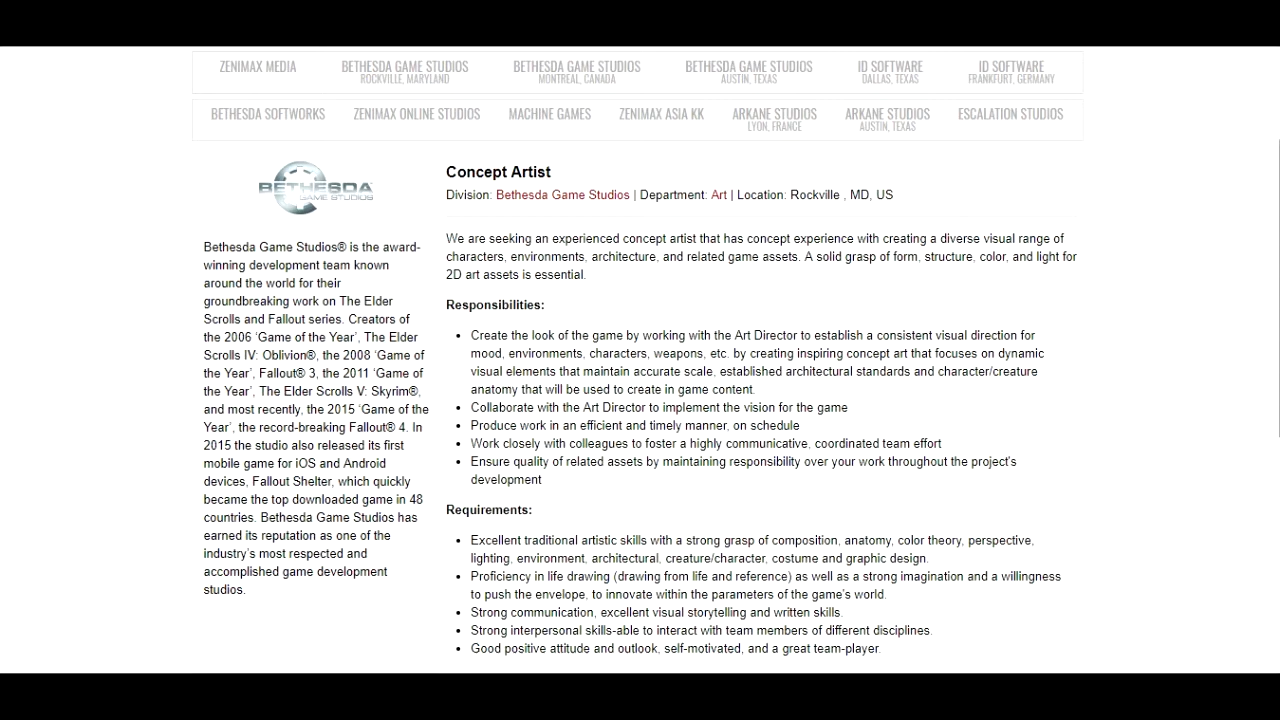 ZENIMAX MEDIA
BETHESDA GAME STUDIOS
ROCKVILLE, MARYLAND
BETHESDA GAME STUDIOS
MONTREAL, CANADA
BETHESDA GAME STUDIOS
AUSTIN, TEXAS
ID SOFTWARE
DALLAS, TEXAS
ID SOFTWARE
FRANKFURT, GERMANY
BETHESDA SOFTWORKS
ZENIMAX ONLINE STUDIOS
MACHINE GAMES
ZENIMAX ASIA KK
ARKANE STUDIOS
LYON, FRANCE
ARKANE STUDIOS
AUSTIN, TEXAS
ESCALATION STUDIOS
BETHESDA
GAME STUDIOS
Bethesda Game Studios® is the award-
winning development team known
around the world for their
groundbreaking work on The Elder
Scrolls and Fallout series. Creators of
the 2006 ‘Game of the Year’, The Elder
Scrolls IV: Oblivion®, the 2008 ‘Game of
the Year’, Fallout® 3, the 2011 ‘Game of
the Year’, The Elder Scrolls V: Skyrim®,
and most recently, the 2015 ‘Game of the
Year’, the record-breaking Fallout® 4. In
2015 the studio also released its first
mobile game for iOS and Android
devices, Fallout Shelter, which quickly
became the top downloaded game in 48
countries. Bethesda Game Studios has
earned its reputation as one of the
industry’s most respected and
accomplished game development
studios.
Concept Artist
Division: Bethesda Game Studios | Department: Art | Location: Rockville , MD, US
We are seeking an experienced concept artist that has concept experience with creating a diverse visual range of
characters, environments, architecture, and related game assets. A solid grasp of form, structure, color, and light for
2D art assets is essential.
Responsibilities:
• Create the look of the game by working with the Art Director to establish a consistent visual direction for
mood, environments, characters, weapons, etc. by creating inspiring concept art that focuses on dynamic
visual elements that maintain accurate scale, established architectural standards and character/creature
anatomy that will be used to create in game content.
• Collaborate with the Art Director to implement the vision for the game
• Produce work in an efficient and timely manner, on schedule
• Work closely with colleagues to foster a highly communicative, coordinated team effort
• Ensure quality of related assets by maintaining responsibility over your work throughout the project's
development
Requirements:
• Excellent traditional artistic skills with a strong grasp of composition, anatomy, color theory, perspective,
lighting, environment, architectural, creature/character, costume and graphic design.
• Proficiency in life drawing (drawing from life and reference) as well as a strong imagination and a willingness
to push the envelope, to innovate within the parameters of the game’s world.
• Strong communication, excellent visual storytelling and written skills.
• Strong interpersonal skills-able to interact with team members of different disciplines.
• Good positive attitude and outlook, self-motivated, and a great team-player.